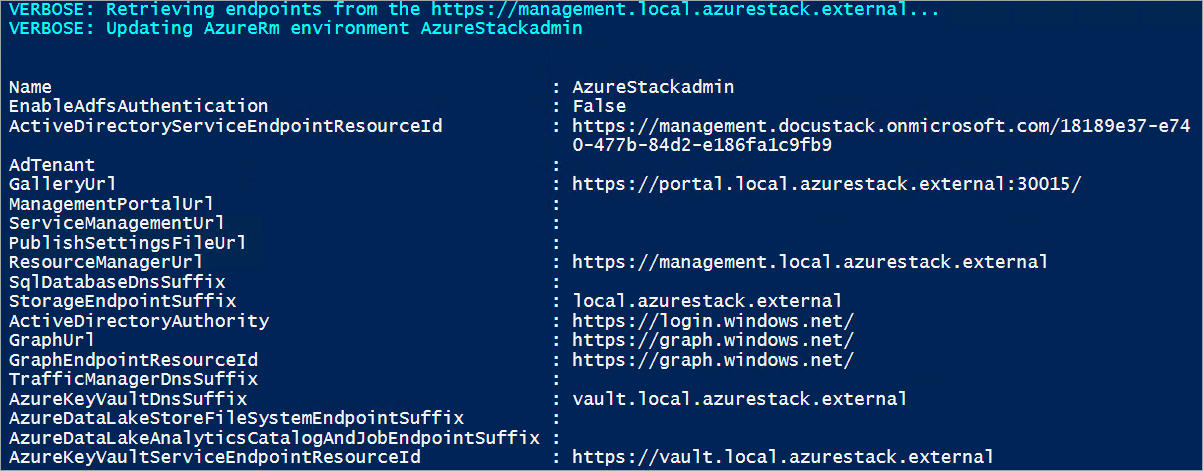 VERBOSE: Retrieving endpoints from the https://management.local.azurestack.external...
VERBOSE: Updating AzureRm environment AzureStackadmin
Name : AzureStackadmin
EnableAdfsAuthentication : False
ActiveDirectoryServiceEndpointResourceId : https://management.docustack.onmicrosoft.com/18189e37-e74
0-477b-84d2-e186fa1c9fb9
AdTenant :
GalleryUrl : https://portal.local.azurestack.external:30015/
ManagementPortalUrl :
ServiceManagementUrl :
PublishSettingsFileUrl :
ResourceManagerUrl : https://management.local.azurestack.external
SqlDatabaseDnsSuffix :
StorageEndpointSuffix : local.azurestack.external
ActiveDirectoryAuthority : https://login.windows.net/
GraphUrl : https://graph.windows.net/
GraphEndpointResourceId : https://graph.windows.net/
TrafficManagerDnsSuffix :
AzureKeyVaultDnsSuffix : vault.local.azurestack.external
AzureDataLakeStoreFileSystemEndpointSuffix :
AzureDataLakeAnalyticsCatalogAndJobEndpointSuffix :
AzureKeyVaultServiceEndpointResourceId : https://vault.local.azurestack.external